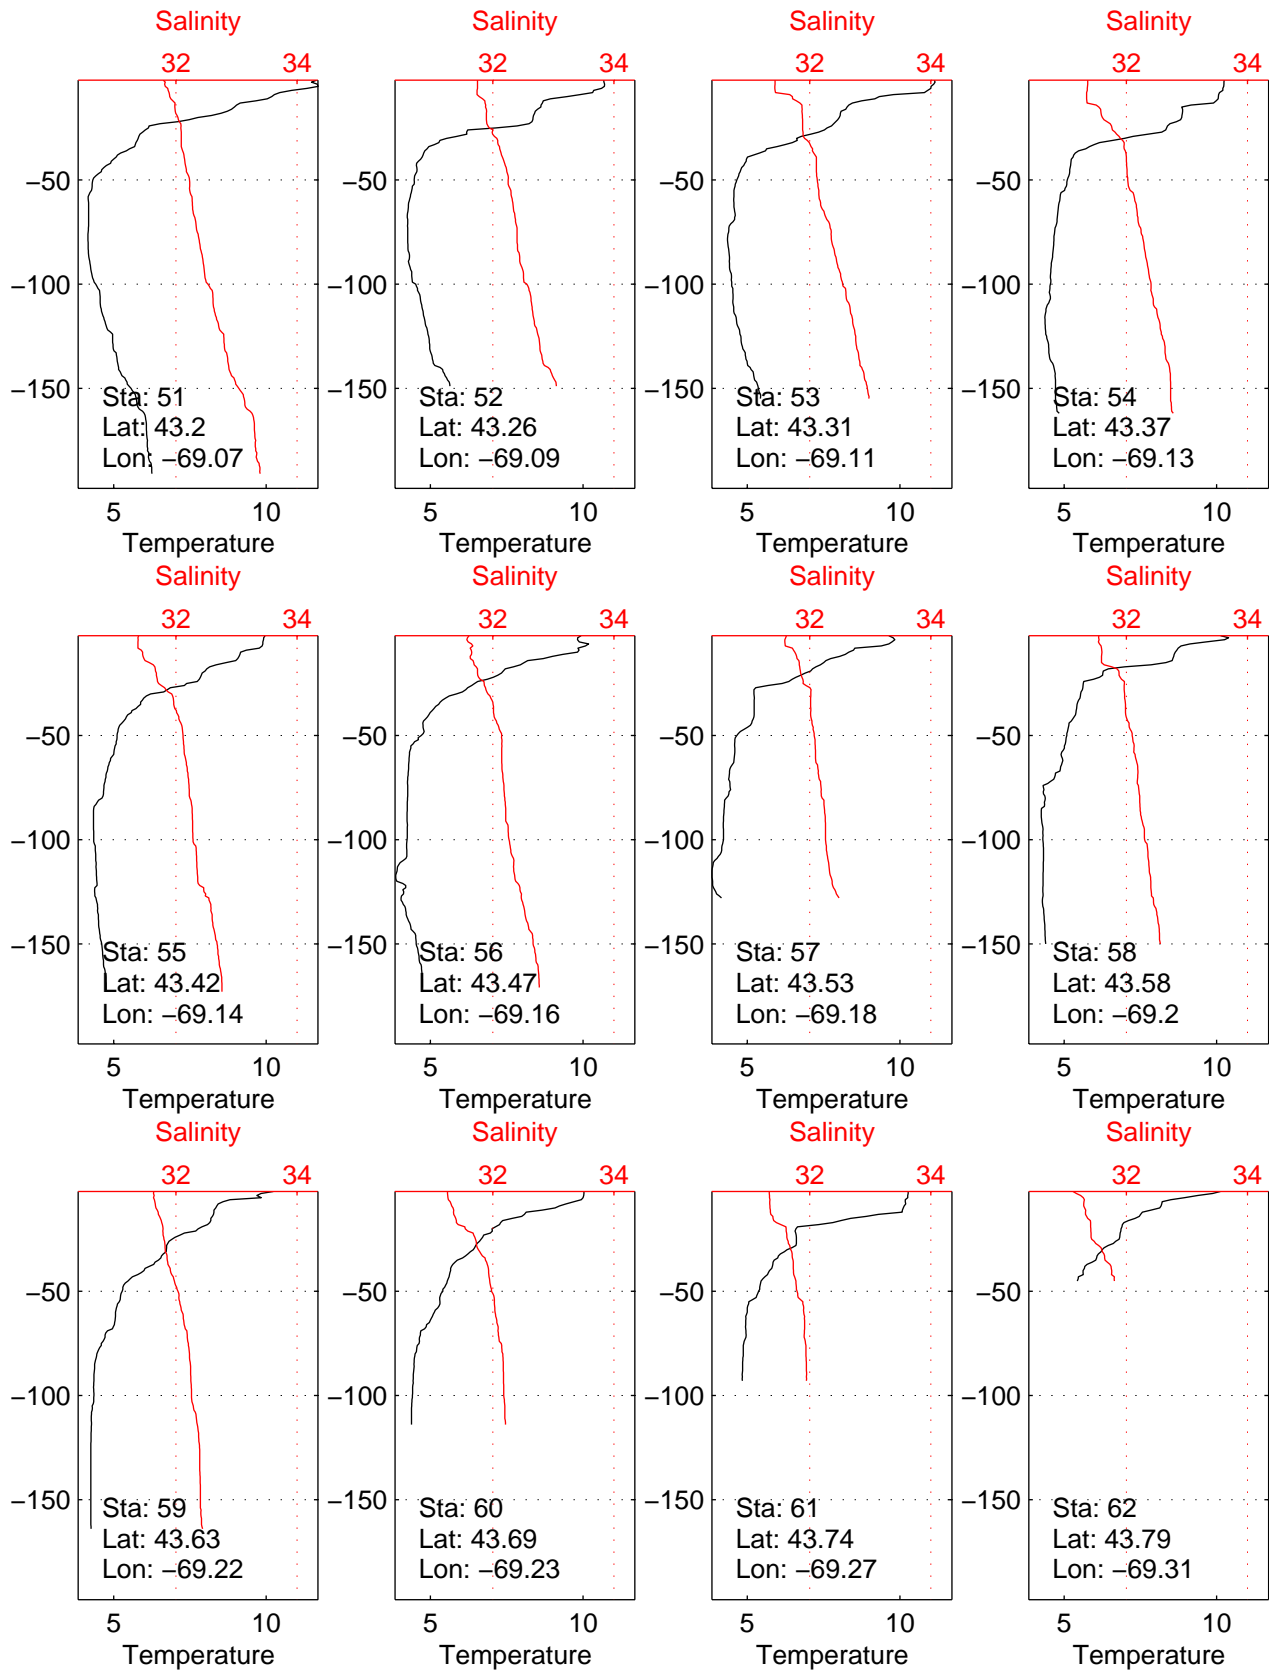 Salinity Salinity Salinity Salinity
32 34 32 34 32 34 32 34
−50 −50 −50 −50
−100 −100 −100 −100
−150 −150 −150 −150
Sta: 51 Sta: 52 Sta: 53 Sta: 54
Lat: 43.2 Lat: 43.26 Lat: 43.31 Lat: 43.37
Lon: −69.07 Lon: −69.09 Lon: −69.11 Lon: −69.13
5 10 5 10 5 10 5 10
Temperature Temperature Temperature Temperature
Salinity Salinity Salinity Salinity
32 34 32 34 32 34 32 34
−50 −50 −50 −50
−100 −100 −100 −100
−150 −150 −150 −150
Sta: 55 Sta: 56 Sta: 57 Sta: 58
Lat: 43.42 Lat: 43.47 Lat: 43.53 Lat: 43.58
Lon: −69.14 Lon: −69.16 Lon: −69.18 Lon: −69.2
5 10 5 10 5 10 5 10
Temperature Temperature Temperature Temperature
Salinity Salinity Salinity Salinity
32 34 32 34 32 34 32 34
−50 −50 −50 −50
−100 −100 −100 −100
−150 −150 −150 −150
Sta: 59 Sta: 60 Sta: 61 Sta: 62
Lat: 43.63 Lat: 43.69 Lat: 43.74 Lat: 43.79
Lon: −69.22 Lon: −69.23 Lon: −69.27 Lon: −69.31
5 10 5 10 5 10 5 10
Temperature Temperature Temperature Temperature